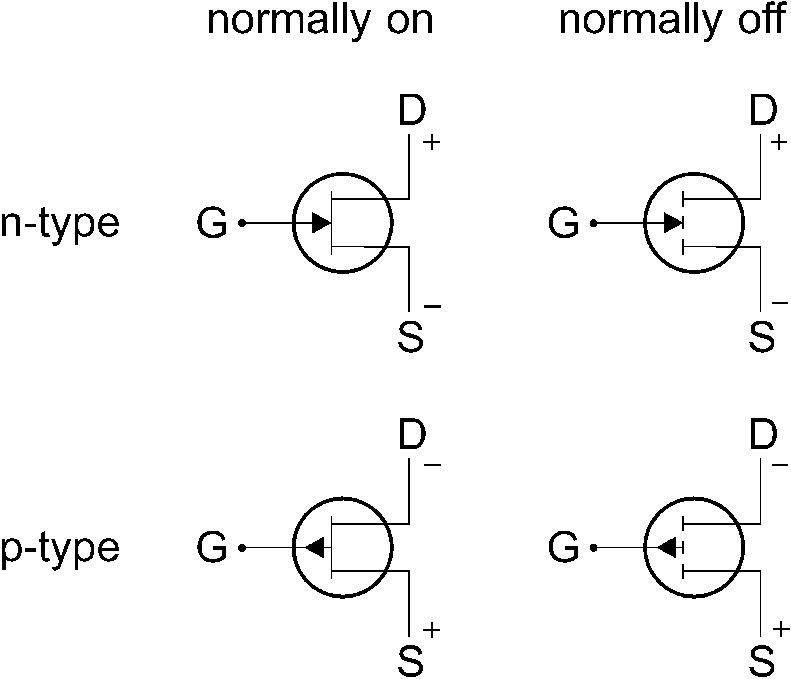 normally on normally off
D D
+ +
n-type G G
– –
S S
D D
– –
p-type G G
+ +
S S